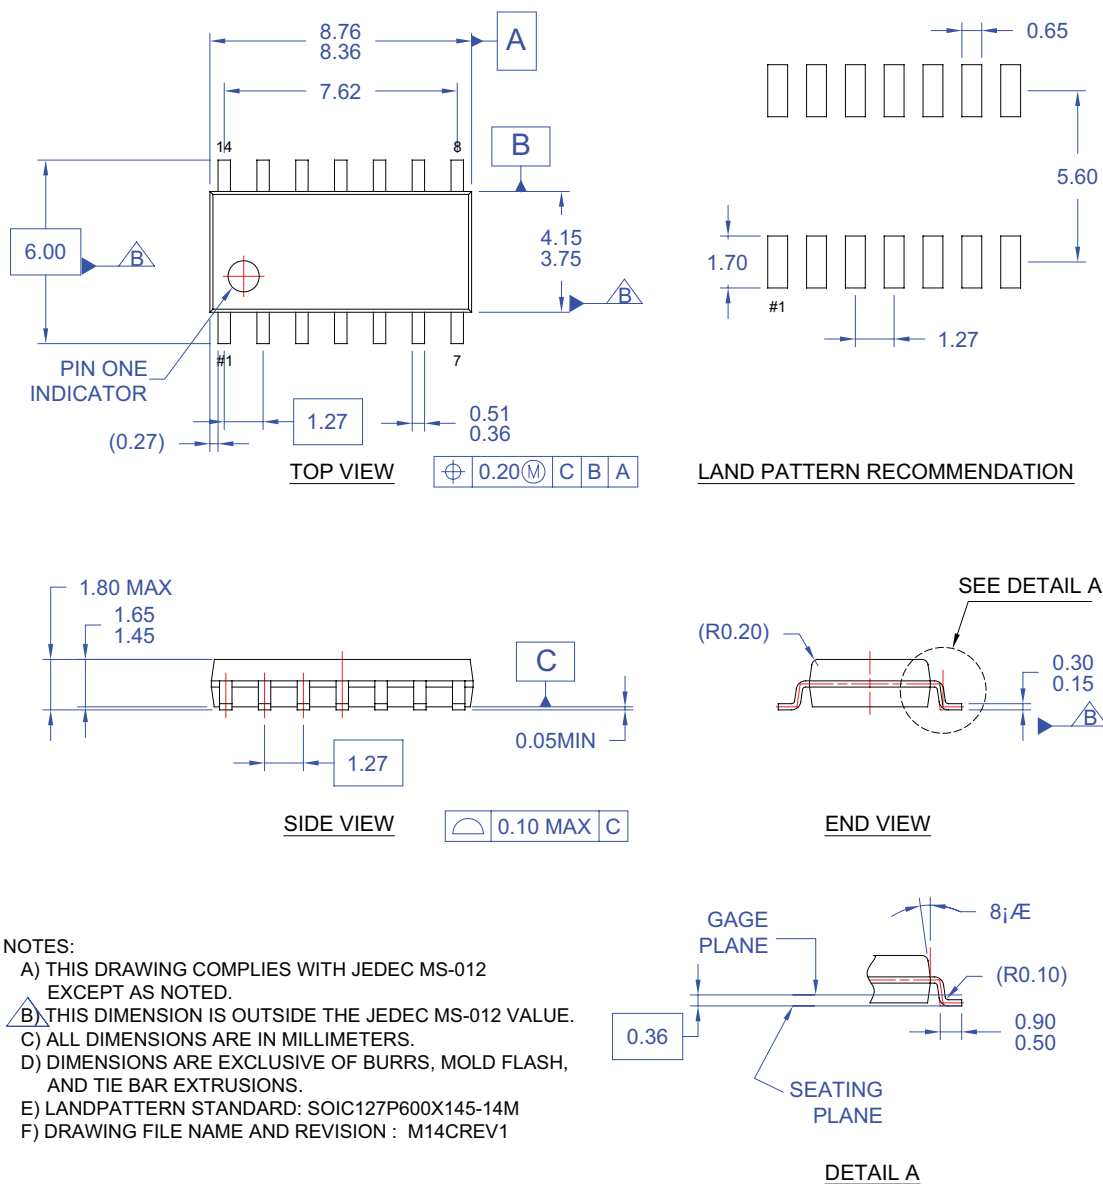 8.76
8.36
A
7.62
14
8
B
6.00
B
4.15
3.75
B
#1
7
PIN ONE
INDICATOR
(0.27)
1.27
0.51
0.36
TOP VIEW
0.20Ⓜ C B A
0.65
5.60
1.70
#1
1.27
LAND PATTERN RECOMMENDATION
1.80 MAX
1.65
1.45
C
0.05MIN
1.27
SIDE VIEW
0.10 MAX C
SEE DETAIL A
(R0.20)
0.30
0.15
B
END VIEW
NOTES:
A) THIS DRAWING COMPLIES WITH JEDEC MS-012
EXCEPT AS NOTED.
B) THIS DIMENSION IS OUTSIDE THE JEDEC MS-012 VALUE.
C) ALL DIMENSIONS ARE IN MILLIMETERS.
D) DIMENSIONS ARE EXCLUSIVE OF BURRS, MOLD FLASH,
AND TIE BAR EXTRUSIONS.
E) LANDPATTERN STANDARD: SOIC127P600X145-14M
F) DRAWING FILE NAME AND REVISION : M14CREV1
GAGE
PLANE
8¡Æ
(R0.10)
0.36
0.90
0.50
SEATING
PLANE
DETAIL A